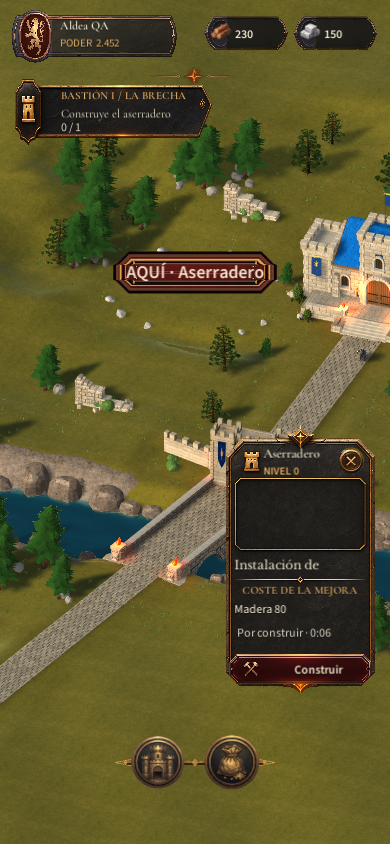 Aldea QA
PODER 2.452
230
150
BASTIÓN I / LA BRECHA
Construye el aserradero
0 / 1
AQUÍ · Aserradero
Aserradero
NIVEL 0
Instalación de
COSTE DE LA MEJORA
Madera 80
Por construir · 0:06
Construir